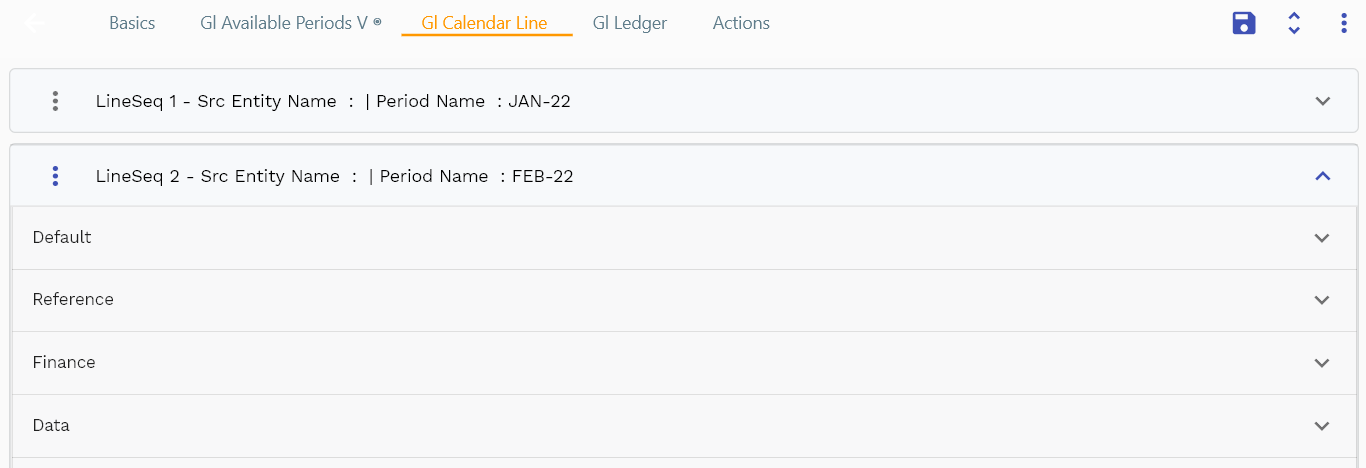 Basics Gl Available Periods V ® Gl Calendar Line Gl Ledger Actions
LineSeq 1 - Src Entity Name : | Period Name : JAN-22
LineSeq 2 - Src Entity Name : | Period Name : FEB-22
Default
Reference
Finance
Data